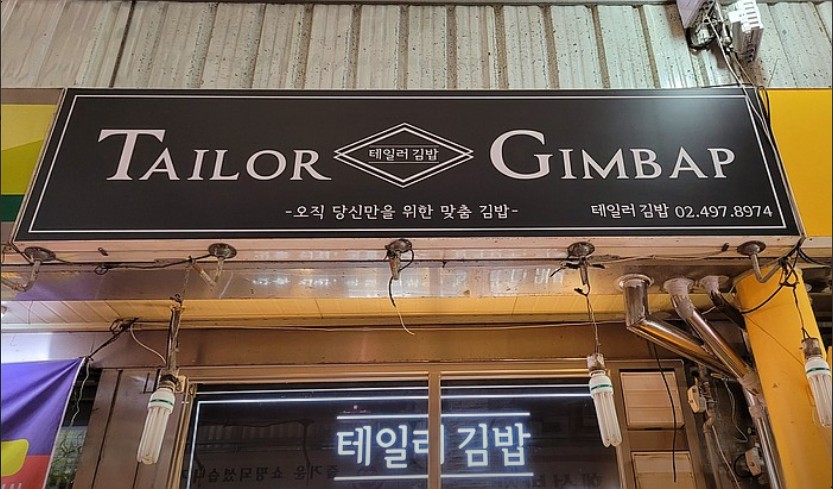 TAILOR 테일러 김밥 GIMBAP
-오직 당신만을 위한 맞춤 김밥-
테일러 김밥 02.497.8974
테일러 김밥